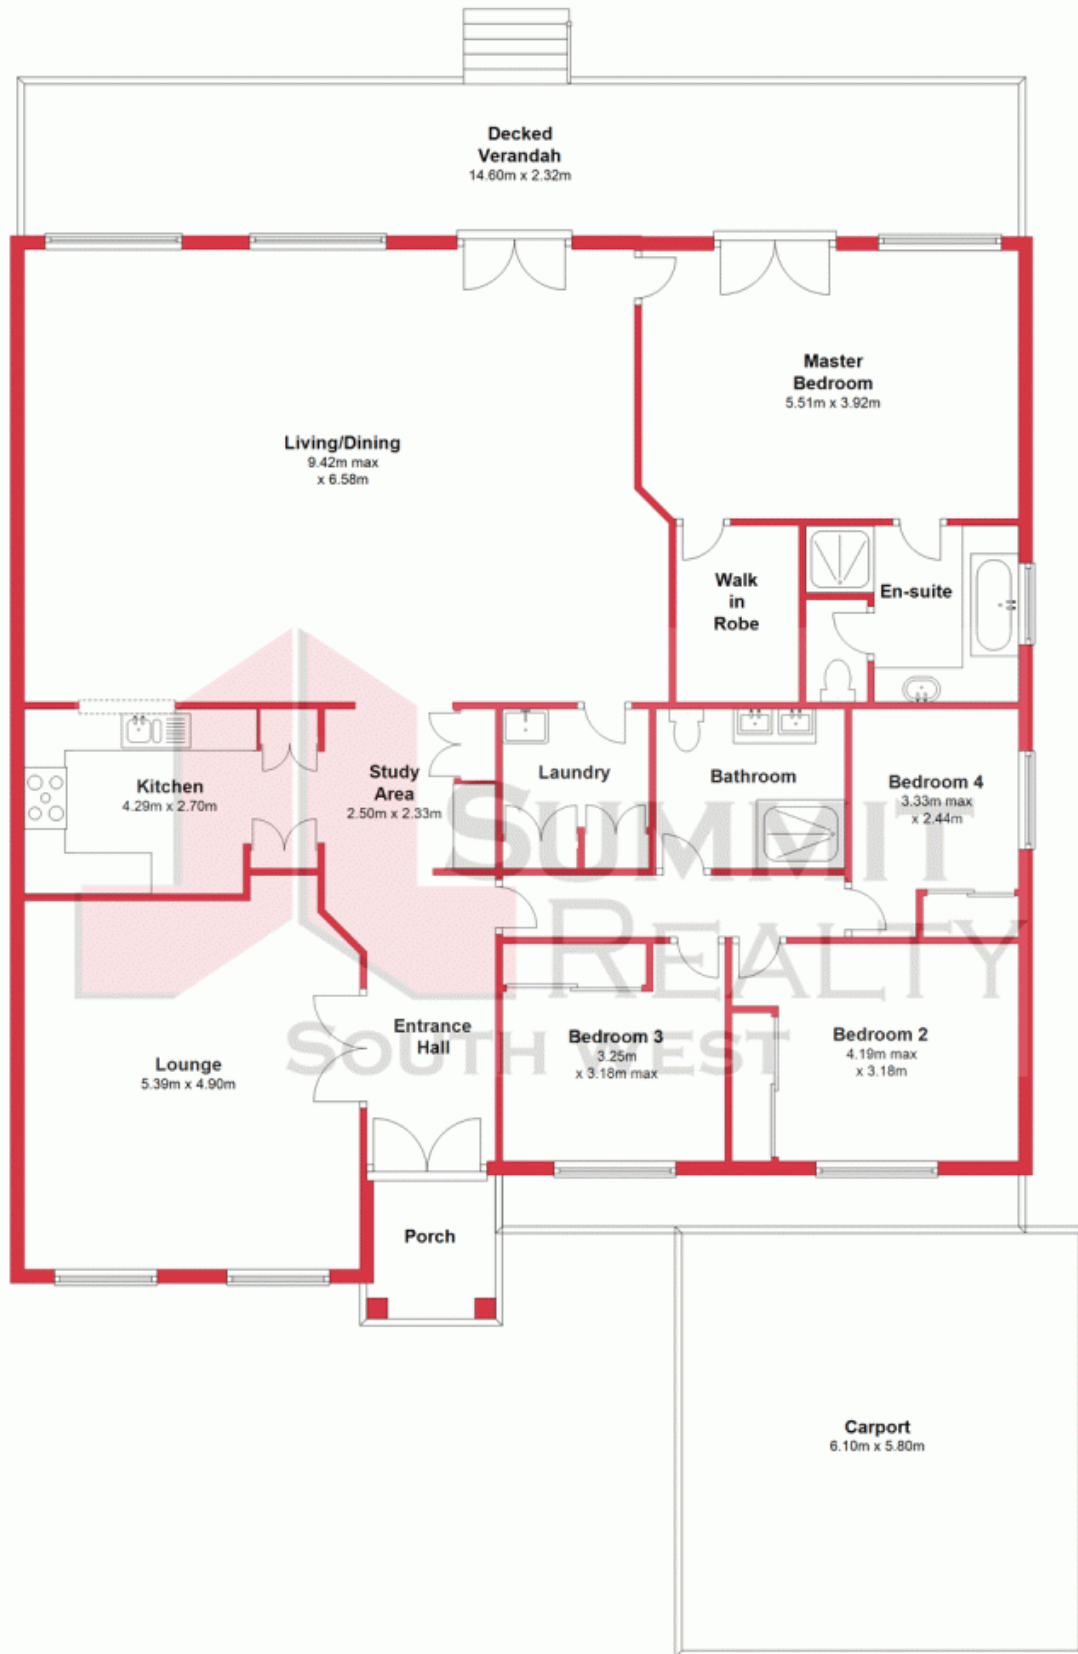 Decked
Verandah
14.60m x 2.32m
Master
Bedroom
5.51m x 3.92m
Living/Dining
9.42m max
x 6.58m
Walk
in
Robe
En-suite
Kitchen
4.29m x 2.70m
Study
Area
2.50m x 2.33m
Laundry
Bathroom
Bedroom 4
3.33m max
x 2.44m
SUMMIT
REALTY
SOUTH WEST
Entrance
Hall
Bedroom 3
3.25m
x 3.18m max
Bedroom 2
4.19m max
x 3.18m
Lounge
5.39m x 4.90m
Porch
Carport
6.10m x 5.80m